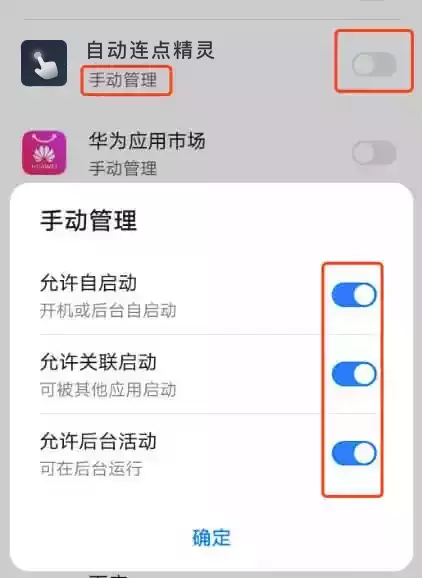 自动连点精灵
手动管理
华为应用市场
手动管理
手动管理
允许自启动
开机或后台自启动
允许关联启动
可被其他应用启动
允许后台活动
可在后台运行
确定